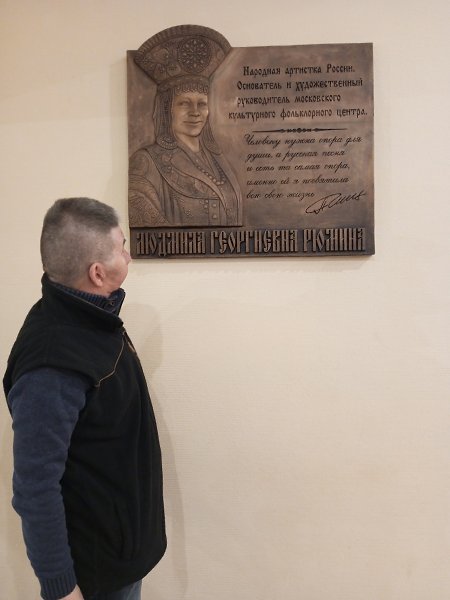 Народная артистка России.
Основатель и художественный
руководитель московского
культурного фольклорного центра.
Человеку нужна опора для
души, а русская песня
и есть та самая опора,
именно ей я посвятила
всю свою жизнь
Людмила Георгиевна Рюмина